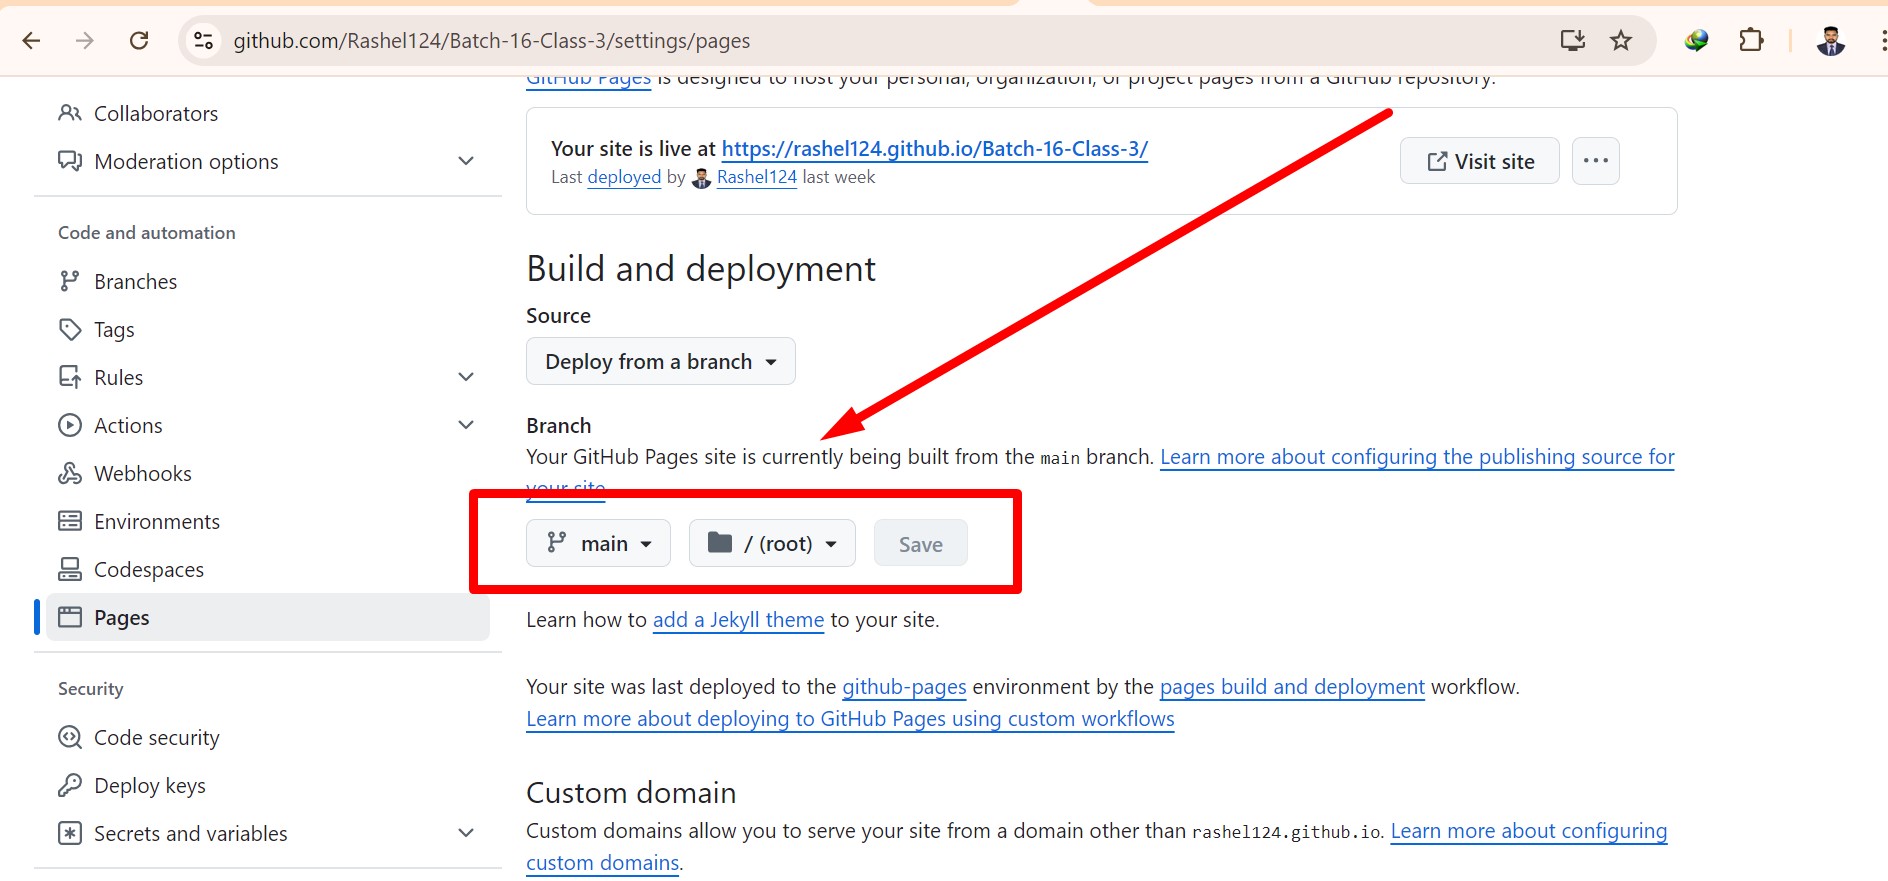 github.com/Rashel124/Batch-16-Class-3/settings/pages
GitHub Pages is designed to host your personal, organization, or project pages from a GitHub repository.
Collaborators
Moderation options
Your site is live at https://rashel124.github.io/Batch-16-Class-3/
Last deployed by Rashel124 last week
Visit site
Code and automation
Branches
Tags
Rules
Actions
Webhooks
Environments
Codespaces
Pages
Security
Code security
Deploy keys
Secrets and variables
Build and deployment
Source
Deploy from a branch
Branch
Your GitHub Pages site is currently being built from the main branch. Learn more about configuring the publishing source for
your site
main
/ (root)
Save
Learn how to add a Jekyll theme to your site.
Your site was last deployed to the github-pages environment by the pages build and deployment workflow.
Learn more about deploying to GitHub Pages using custom workflows
Custom domain
Custom domains allow you to serve your site from a domain other than rashel124.github.io. Learn more about configuring
custom domains.